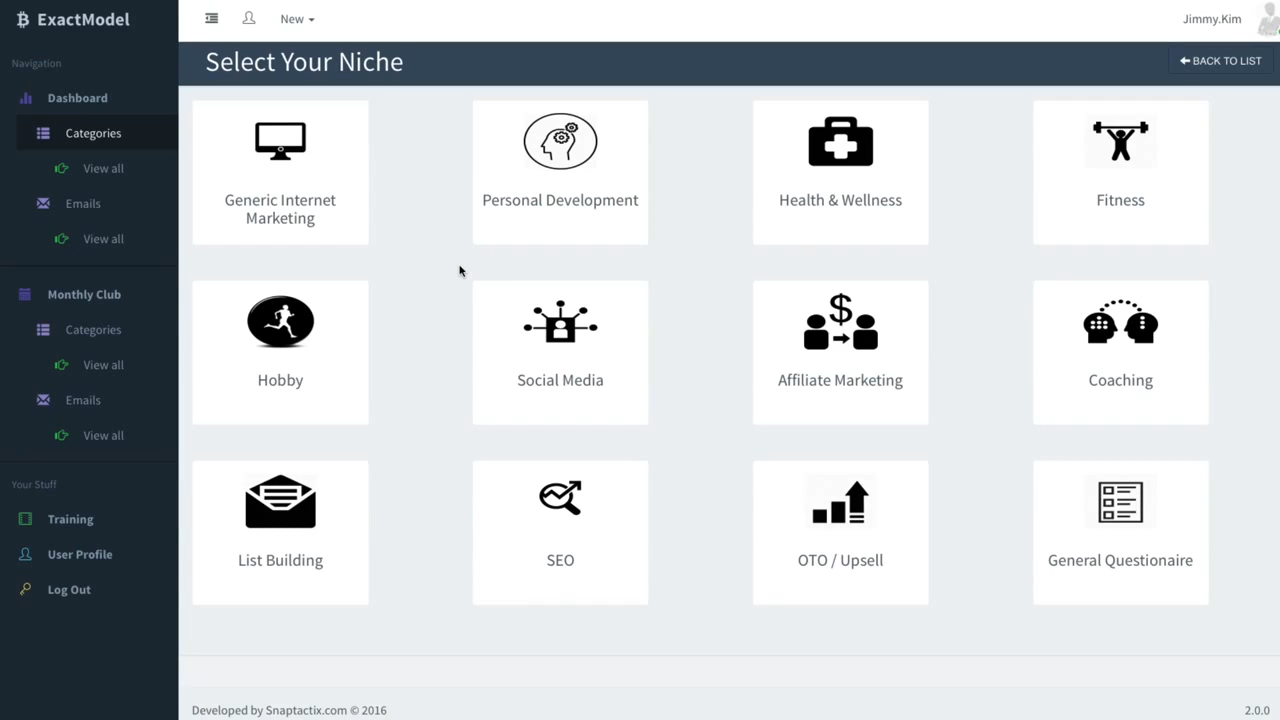 ExactModel
New
Jimmy.Kim
Navigation
Dashboard
Categories
View all
Emails
View all
Monthly Club
Categories
View all
Emails
View all
Your Stuff
Training
User Profile
Log Out
Select Your Niche
BACK TO LIST
Generic Internet
Marketing
Personal Development
Health & Wellness
Fitness
Hobby
Social Media
Affiliate Marketing
Coaching
List Building
SEO
OTO / Upsell
General Questionaire
Developed by Snaptactix.com © 2016
2.0.0